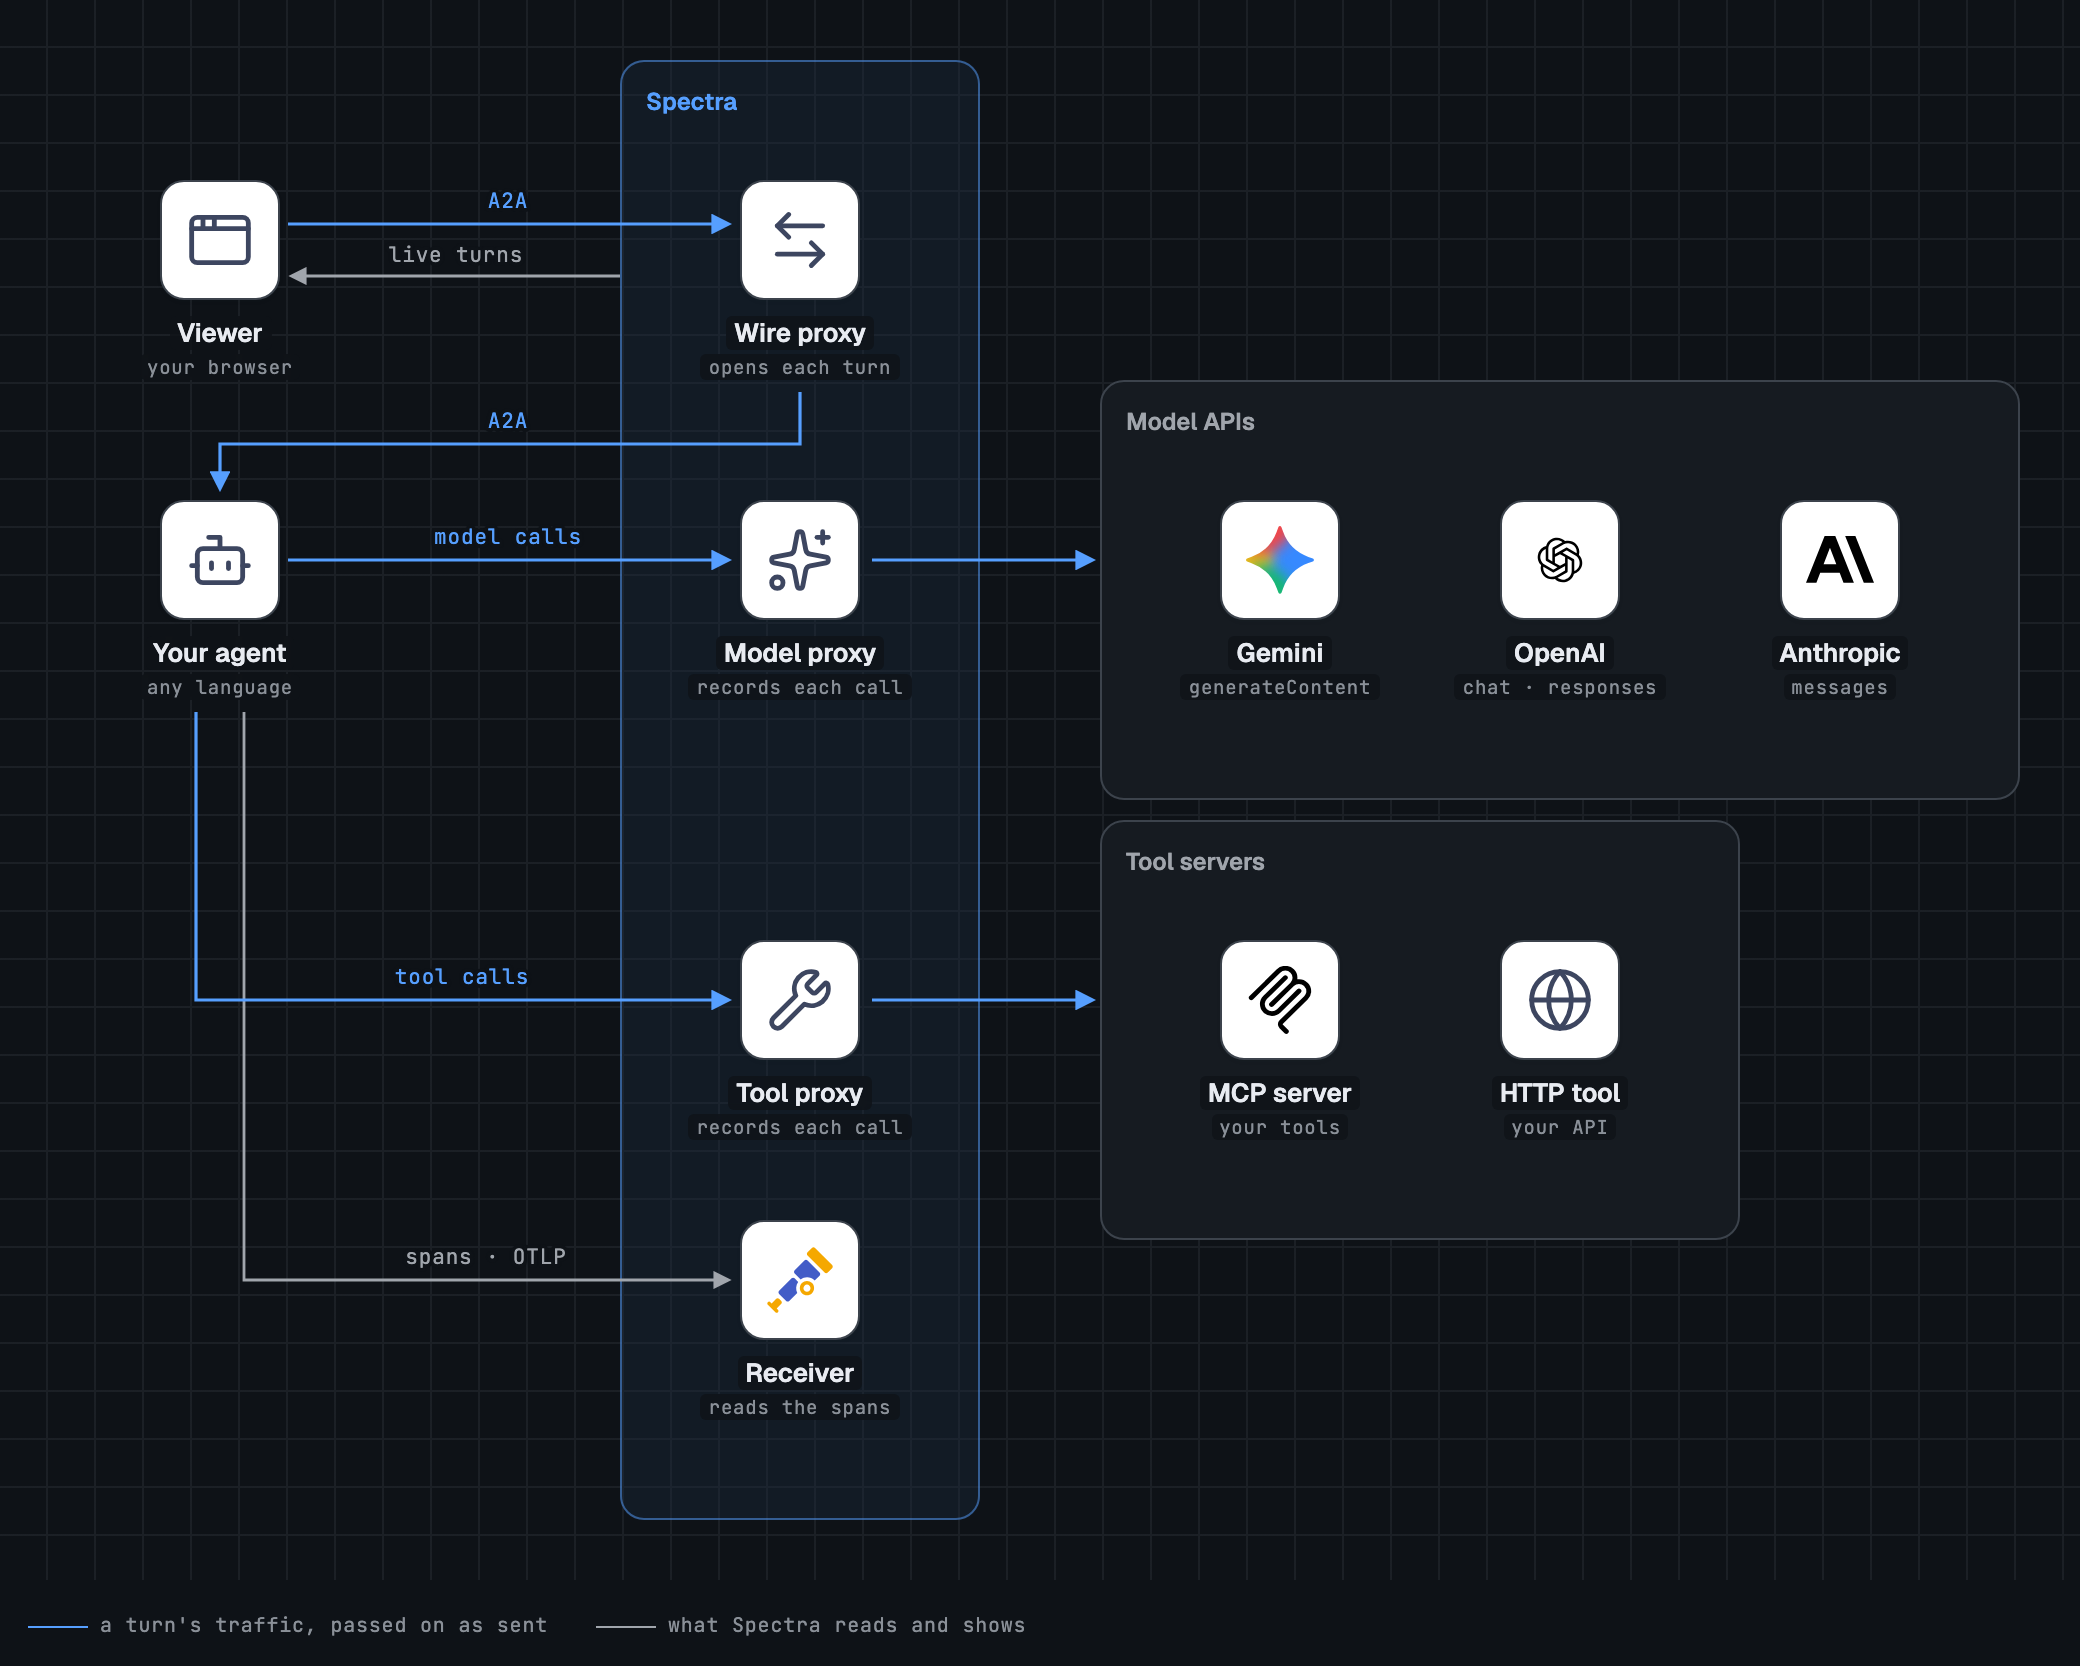 Spectra
A2A
live turns
Viewer
your browser
Wire proxy
opens each turn
A2A
Model APIs
model calls
Your agent
any language
Model proxy
records each call
Gemini
generateContent
OpenAI
chat · responses
Anthropic
messages
Tool servers
tool calls
Tool proxy
records each call
MCP server
your tools
HTTP tool
your API
spans · OTLP
Receiver
reads the spans
a turn's traffic, passed on as sent
what Spectra reads and shows